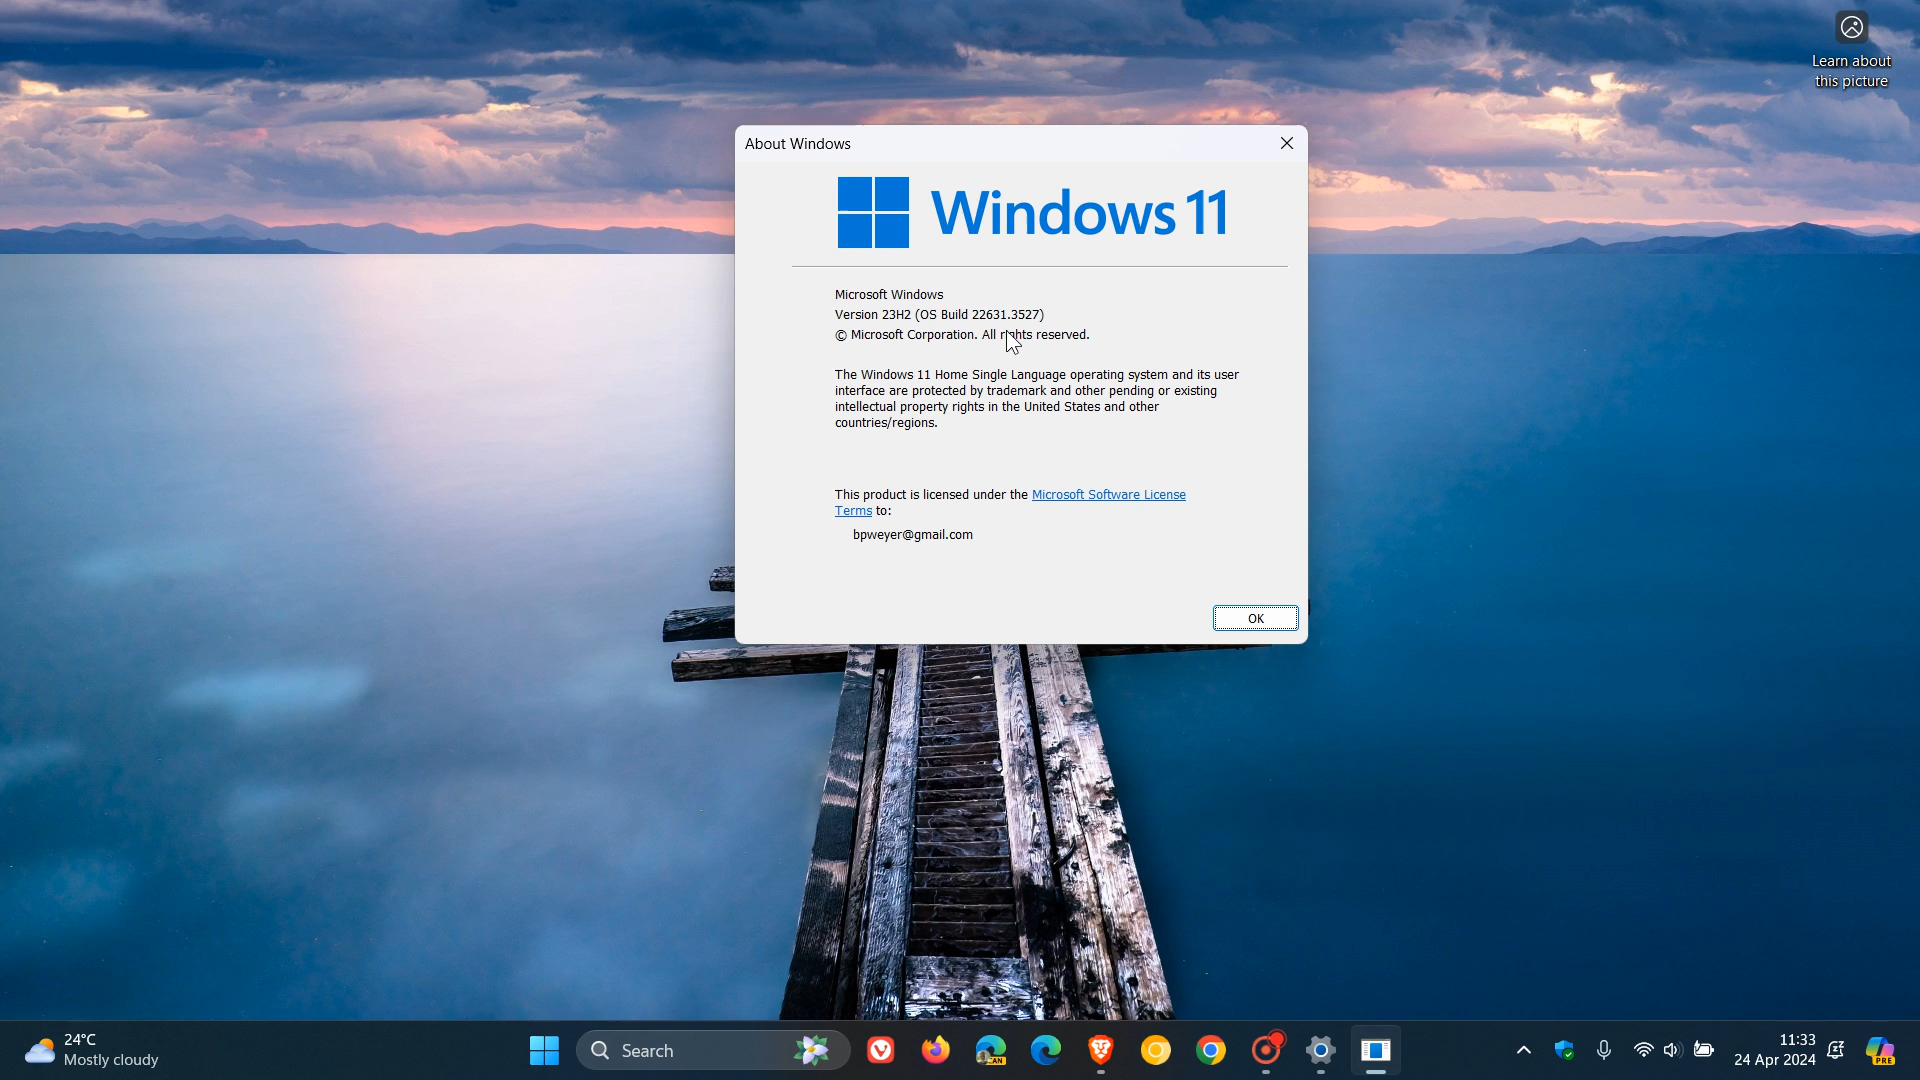 Learn about
this picture
About Windows
Windows 11
Microsoft Windows
Version 23H2 (OS Build 22631.3527)
© Microsoft Corporation. All rights reserved.
The Windows 11 Home Single Language operating system and its user
interface are protected by trademark and other pending or existing
intellectual property rights in the United States and other
countries/regions.
This product is licensed under the Microsoft Software License
Terms to:
bpweyer@gmail.com
OK
24°C
Mostly cloudy
Search
CAN
11:33
24 Apr 2024
PRE